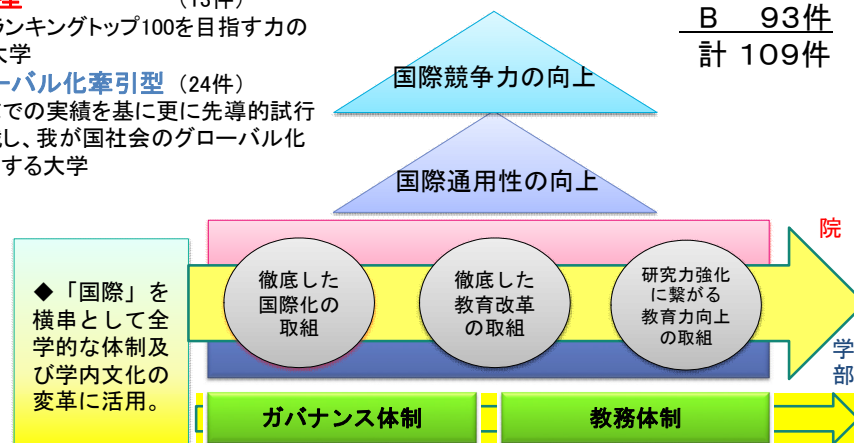 (13件)
ランキングトップ100を目指す力の
大学
ーバル化牽引型（24件）
での実績を基に更に先導的試行
し、我が国社会のグローバル化
する大学
B 93件
計 109件
国際競争力の向上
国際通用性の向上
院
◆「国際」を
横串として全
学的な体制及
び学内文化の
変革に活用。
徹底した
国際化の
取組
徹底した
教育改革
の取組
研究力強化
に繋がる
教育力向上
の取組
学
部
ガバナンス体制
教務体制